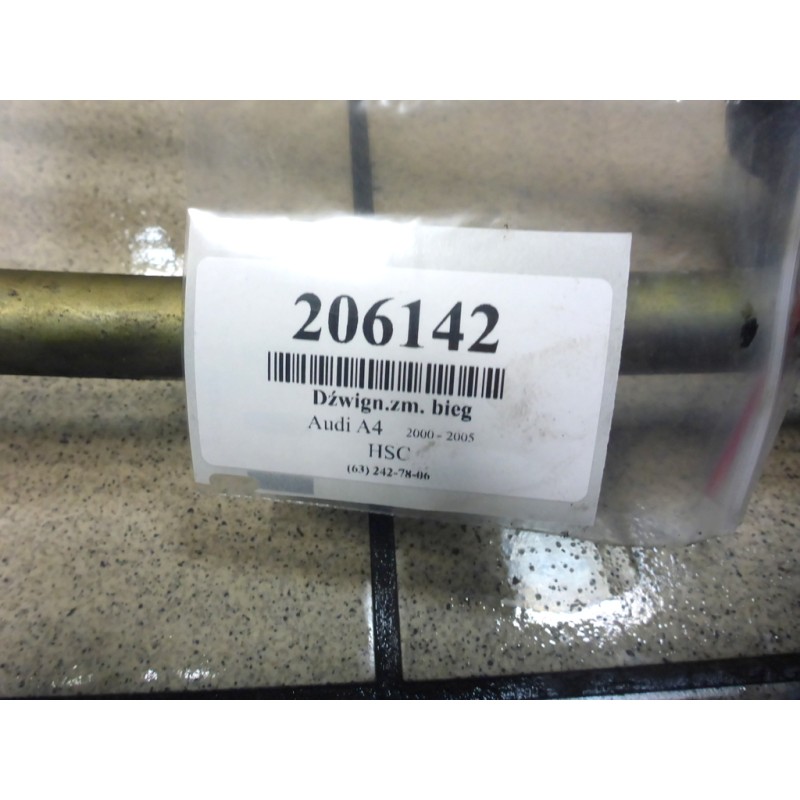 206142
Dźwign.zm. bieg
Audi A4 2000 - 2005
HSC
(63) 242-78-06